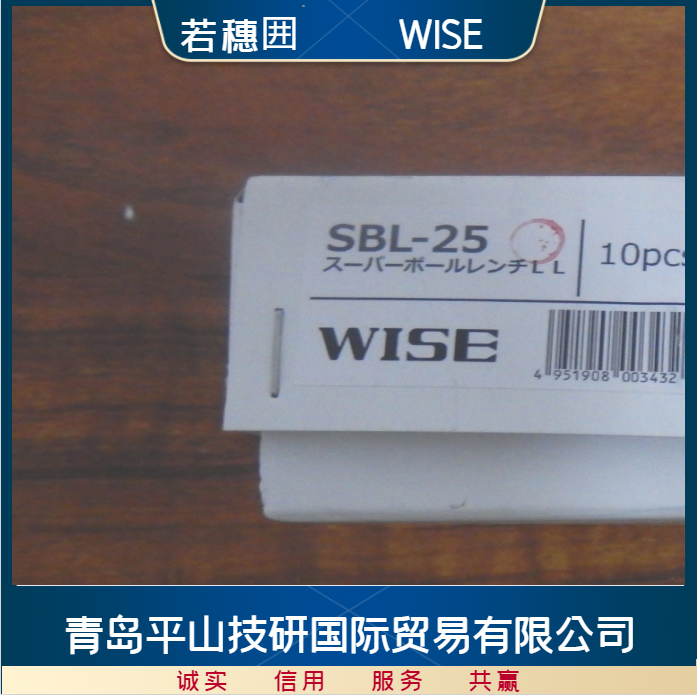 若穗囲 WISE
SBL-25
スーパーボールレンチLL
10pcs
WISE
4 951908 003432
青岛平山技研国际贸易有限公司
诚实 信用 服务 共赢